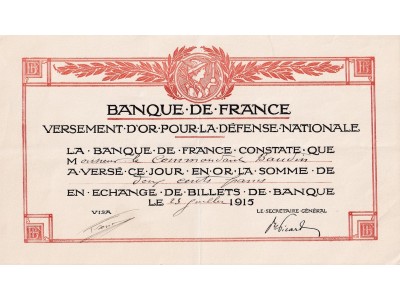 BANQUE·DE·FRANCE
VERSEMENT·D'OR·POUR·LA·DÉFENSE·NATIONALE
LA·BANQUE·DE·FRANCE·CONSTATE·QUE
Monsieur le Commandant Baudin
A·VERSÉ·CE·JOUR·EN·OR·LA·SOMME·DE
deux cents francs
EN·ECHANGE·DE·BILLETS·DE·BANQUE
LE 23 Juillet 1915
VISA LE SECRÉTAIRE GÉNÉRAL